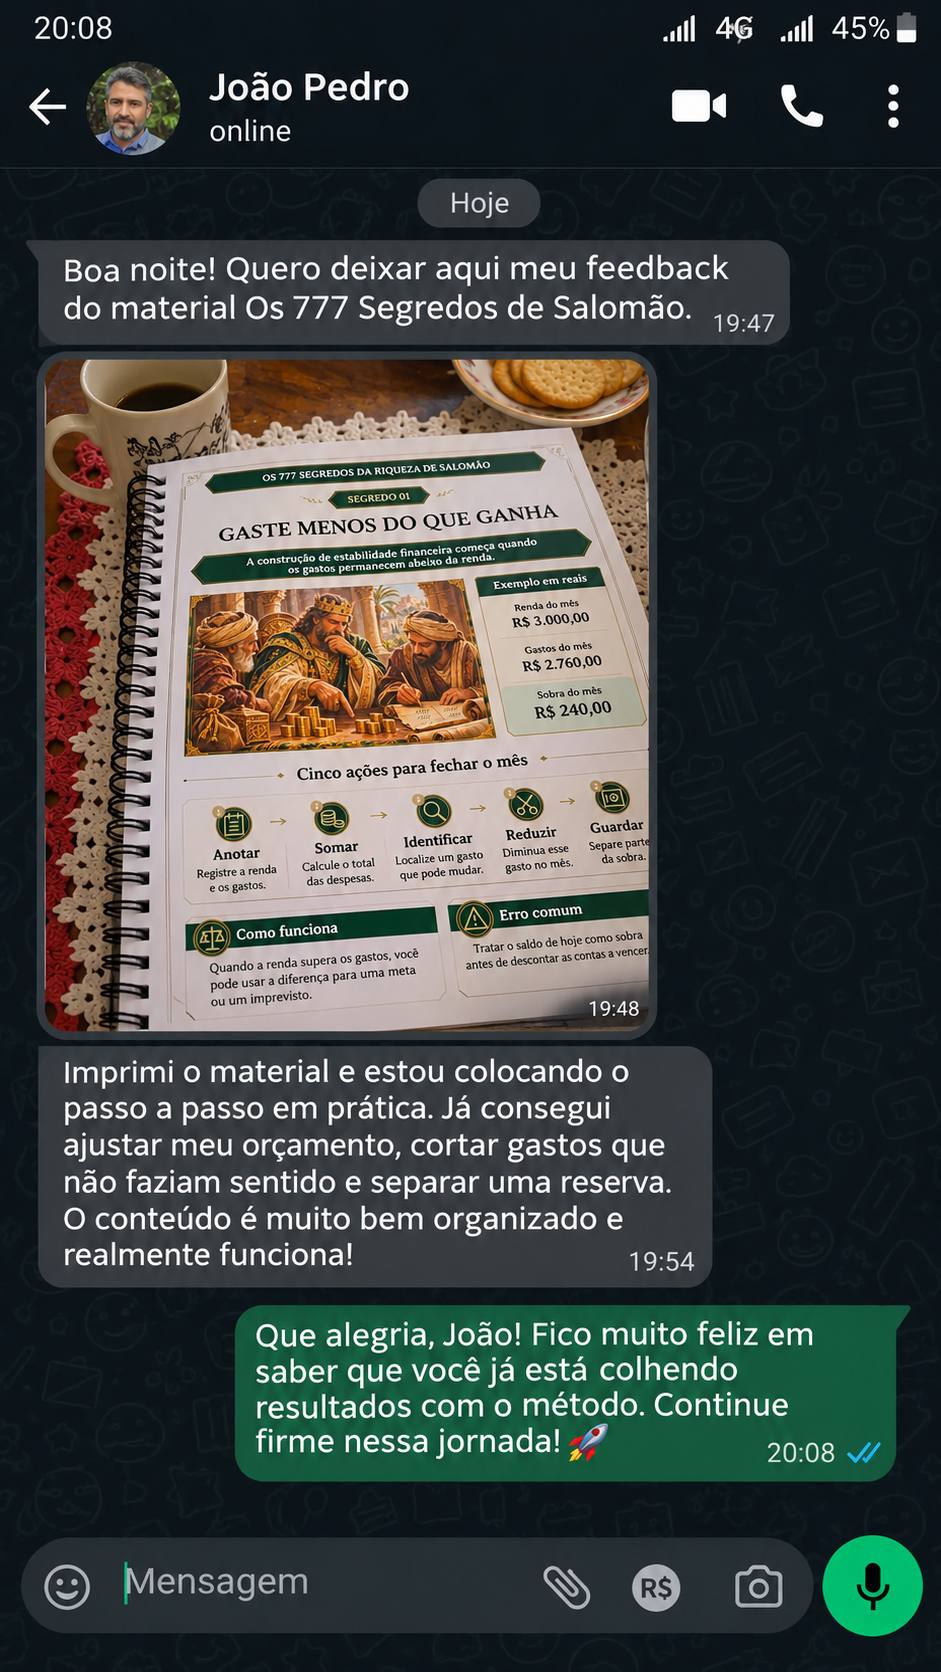 20:08
4G
45%
João Pedro
online
Hoje
Boa noite! Quero deixar aqui meu feedback
do material Os 777 Segredos de Salomão.
19:47
OS 777 SEGREDOS DA RIQUEZA DE SALOMÃO
SEGREDO 01
GASTE MENOS DO QUE GANHA
A construção de estabilidade financeira começa quando
os gastos permanecem abeixo da renda.
Exemplo em reais
Renda do mês
R$ 3.000,00
Gastos do mês
R$ 2.760,00
Sobra do mês
R$ 240,00
Cinco ações para fechar o mês
Anotar
Registre a renda
e os gastos.
Somar
Calcule o total
das despesas.
Identificar
Localize um gasto
que pode mudar.
Reduzir
Diminua esse
gasto no mês.
Guardar
Separe parte
da sobra.
Como funciona
Quando a renda supera os gastos, você
pode usar a diferença para uma meta
ou um imprevisto.
Erro comum
Tratar o saldo de hoje como sobra
antes de descontar as contas a vencer.
19:48
Imprimi o material e estou colocando o
passo a passo em prática. Já consegui
ajustar meu orçamento, cortar gastos que
não faziam sentido e separar uma reserva.
O conteúdo é muito bem organizado e
realmente funciona!
19:54
Que alegria, João! Fico muito feliz em
saber que você já está colhendo
resultados com o método. Continue
firme nessa jornada! 🚀
20:08
Mensagem
R$